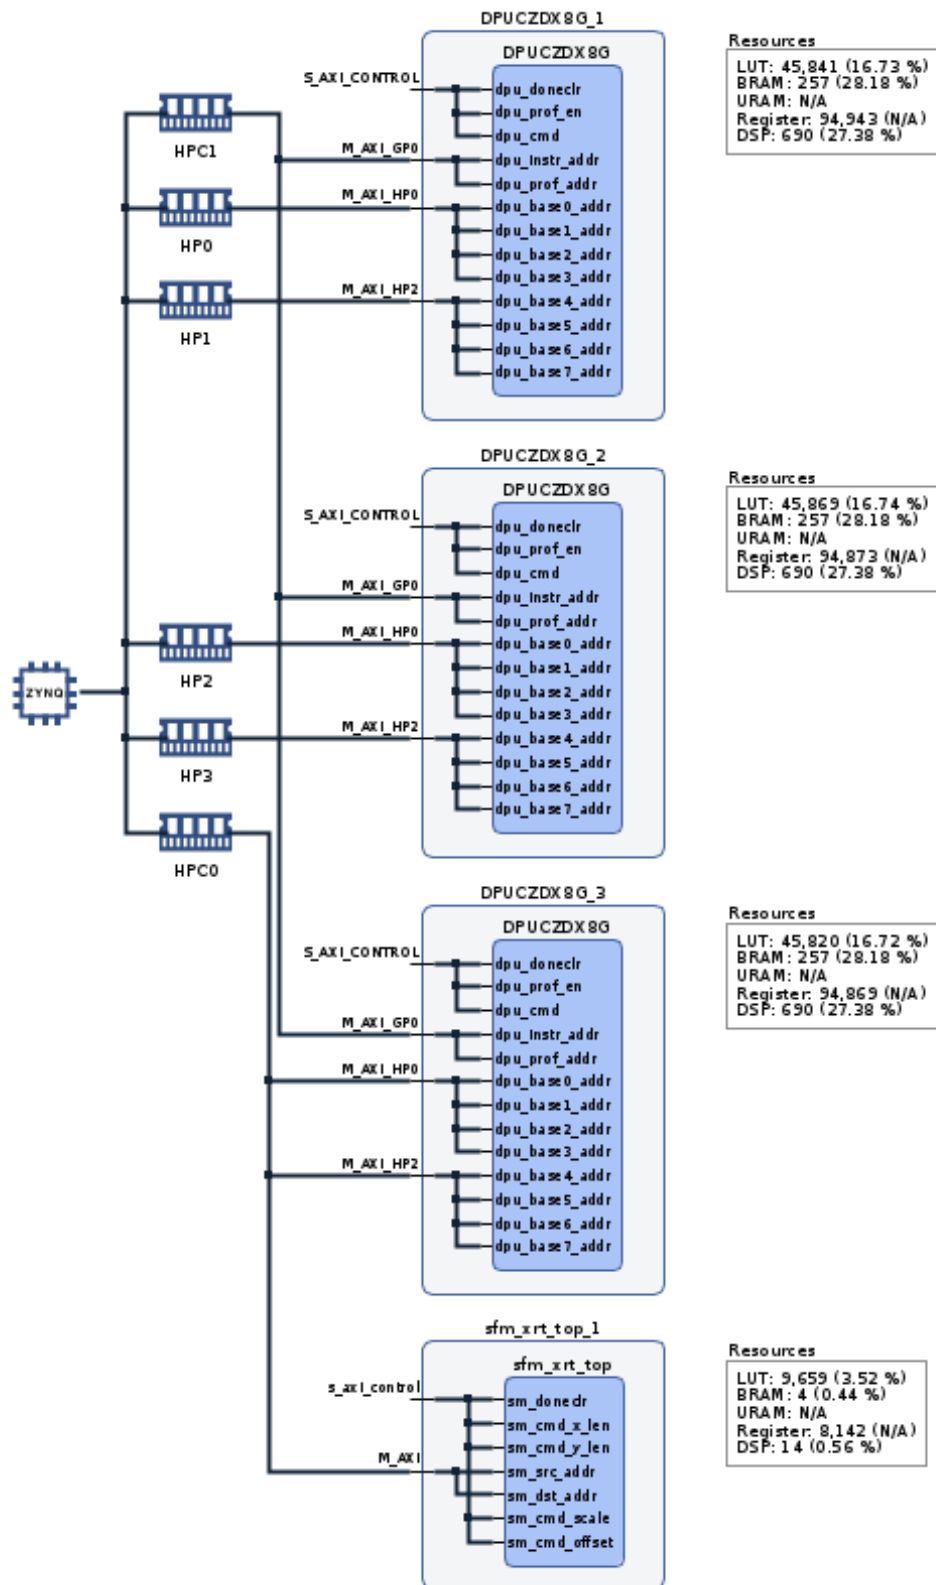 DPUCZDX8G_1
DPUCZDX8G
S_AXI_CONTROL
dpu_doneclr
dpu_prof_en
dpu_cmd
M_AXI_GP0
dpu_instr_addr
dpu_prof_addr
M_AXI_HP0
dpu_base0_addr
dpu_base1_addr
dpu_base2_addr
dpu_base3_addr
M_AXI_HP2
dpu_base4_addr
dpu_base5_addr
dpu_base6_addr
dpu_base7_addr
Resources
LUT: 45,841 (16.73 %)
BRAM: 257 (28.18 %)
URAM: N/A
Register: 94,943 (N/A)
DSP: 690 (27.38 %)
HPC1
HP0
HP1
DPUCZDX8G_2
DPUCZDX8G
S_AXI_CONTROL
dpu_doneclr
dpu_prof_en
dpu_cmd
M_AXI_GP0
dpu_instr_addr
dpu_prof_addr
M_AXI_HP0
dpu_base0_addr
dpu_base1_addr
dpu_base2_addr
dpu_base3_addr
M_AXI_HP2
dpu_base4_addr
dpu_base5_addr
dpu_base6_addr
dpu_base7_addr
Resources
LUT: 45,869 (16.74 %)
BRAM: 257 (28.18 %)
URAM: N/A
Register: 94,873 (N/A)
DSP: 690 (27.38 %)
ZYNQ
HP2
HP3
HPC0
DPUCZDX8G_3
DPUCZDX8G
S_AXI_CONTROL
dpu_doneclr
dpu_prof_en
dpu_cmd
M_AXI_GP0
dpu_instr_addr
dpu_prof_addr
M_AXI_HP0
dpu_base0_addr
dpu_base1_addr
dpu_base2_addr
dpu_base3_addr
M_AXI_HP2
dpu_base4_addr
dpu_base5_addr
dpu_base6_addr
dpu_base7_addr
Resources
LUT: 45,820 (16.72 %)
BRAM: 257 (28.18 %)
URAM: N/A
Register: 94,869 (N/A)
DSP: 690 (27.38 %)
sfm_xrt_top_1
sfm_xrt_top
s_axi_control
sm_doneclr
sm_cmd_x_len
sm_cmd_y_len
M_AXI
sm_src_addr
sm_dst_addr
sm_cmd_scale
sm_cmd_offset
Resources
LUT: 9,659 (3.52 %)
BRAM: 4 (0.44 %)
URAM: N/A
Register: 8,142 (N/A)
DSP: 14 (0.56 %)